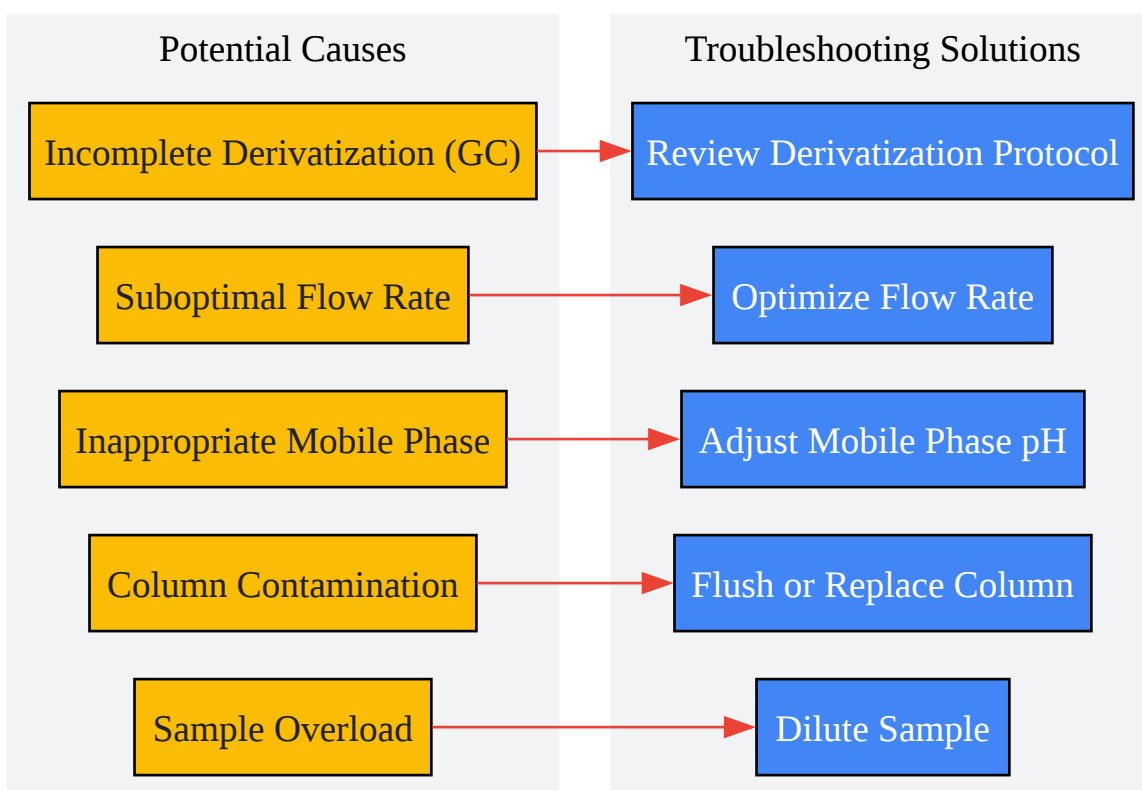 Potential Causes
Troubleshooting Solutions
Incomplete Derivatization (GC)
Review Derivatization Protocol
Suboptimal Flow Rate
Optimize Flow Rate
Inappropriate Mobile Phase
Adjust Mobile Phase pH
Column Contamination
Flush or Replace Column
Sample Overload
Dilute Sample